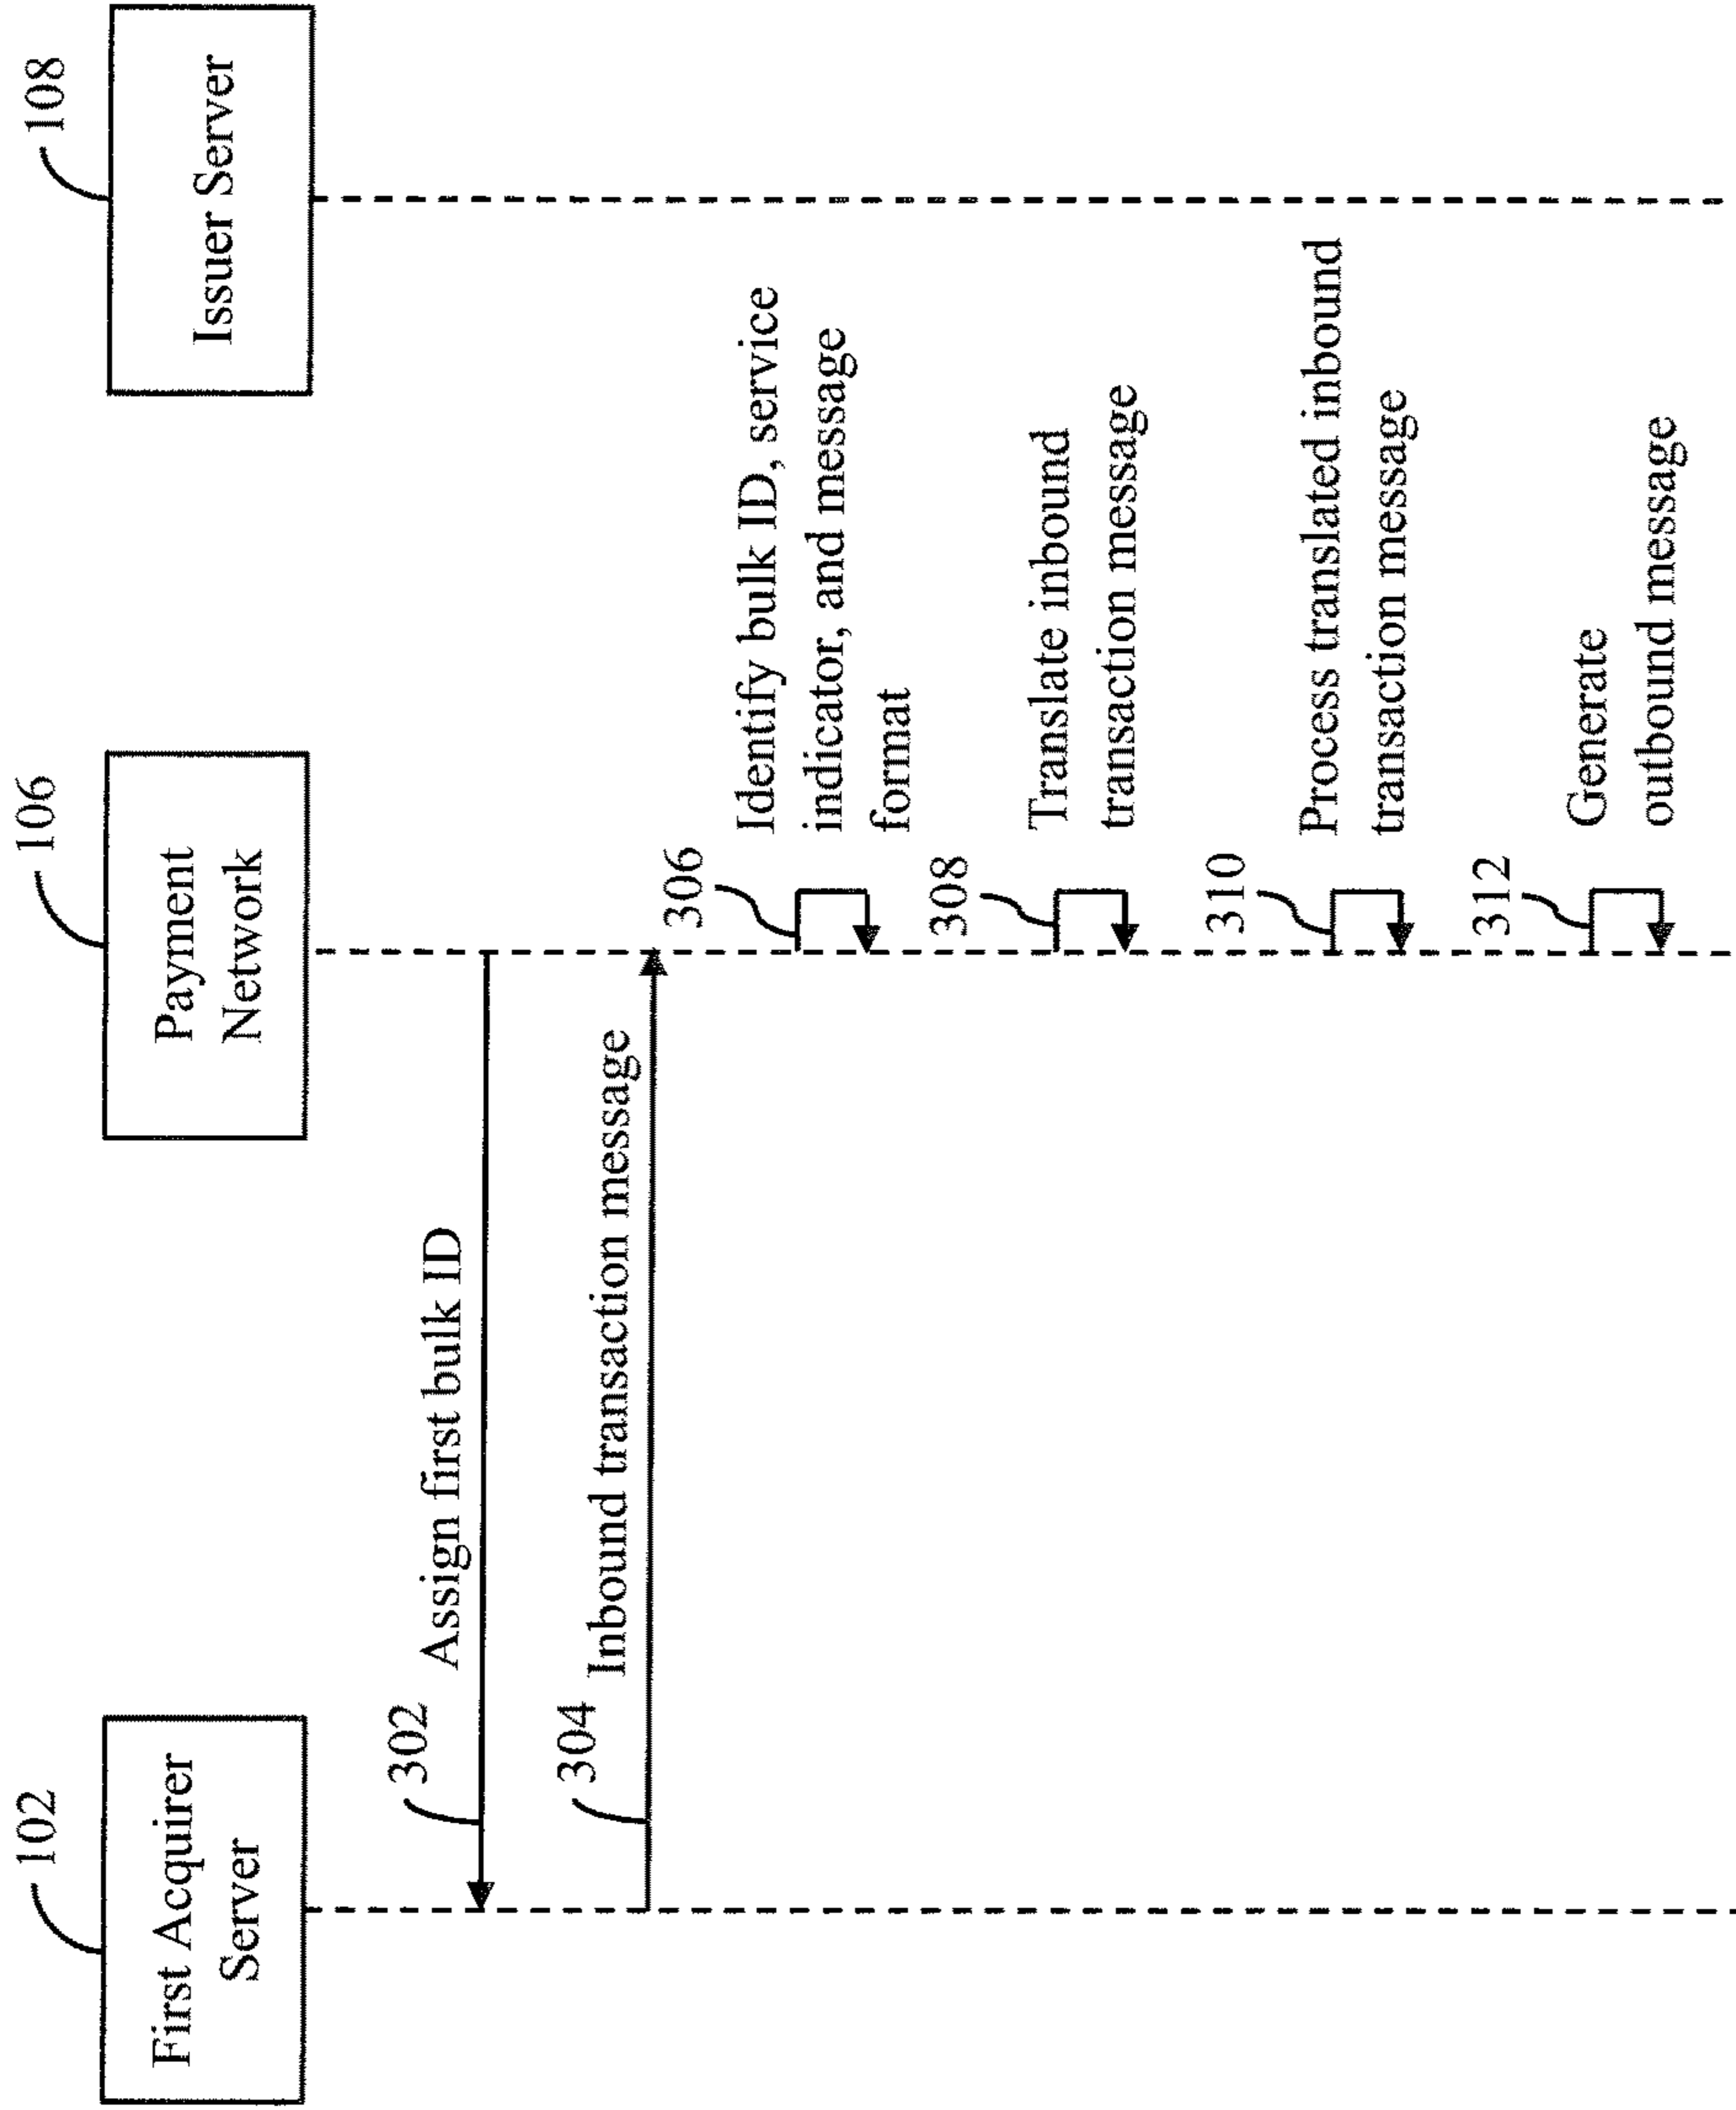 102
First Acquirer
Server
106
Payment
Network
108
Issuer Server
302
Assign first bulk ID
304
Inbound transaction message
306
Identify bulk ID, service
indicator, and message
format
308
Translate inbound
transaction message
310
Process translated inbound
transaction message
312
Generate
outbound message